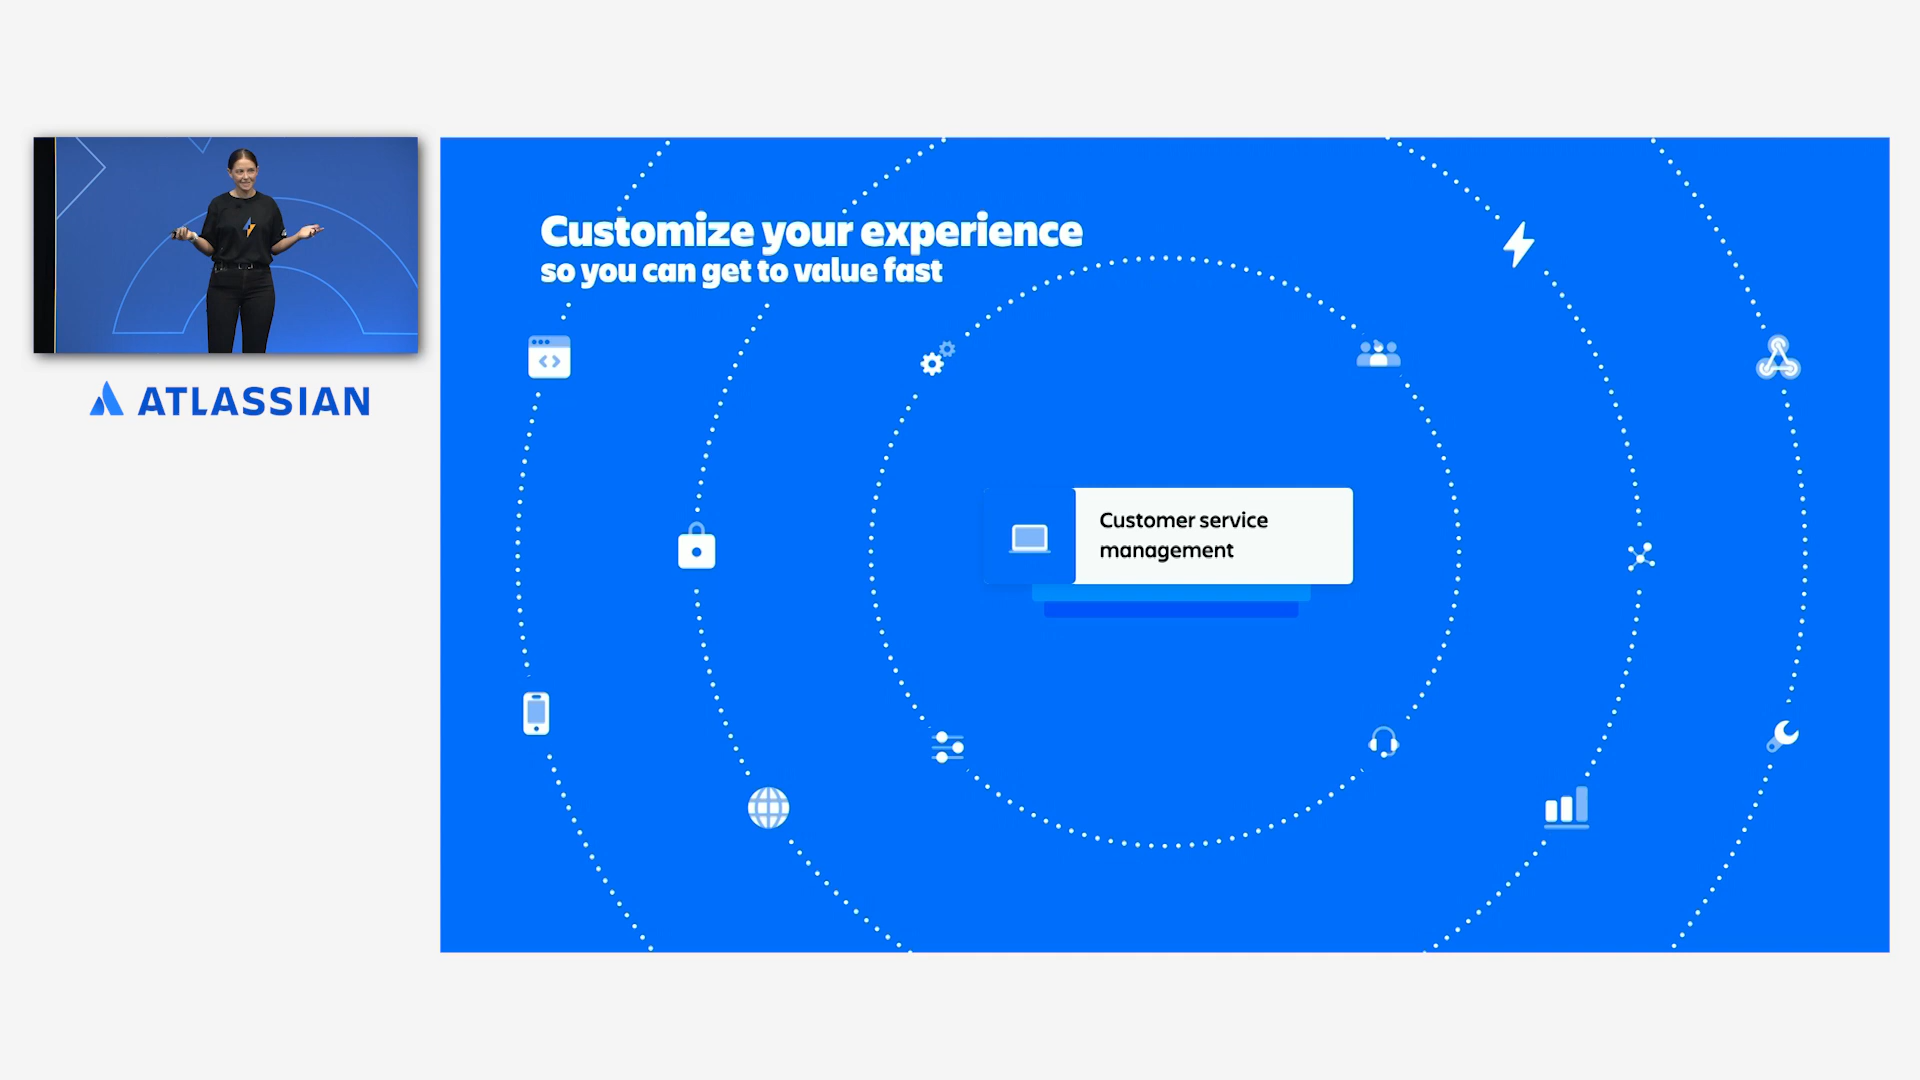 ATLASSIAN
Customize your experience
so you can get to value fast
Customer service
management